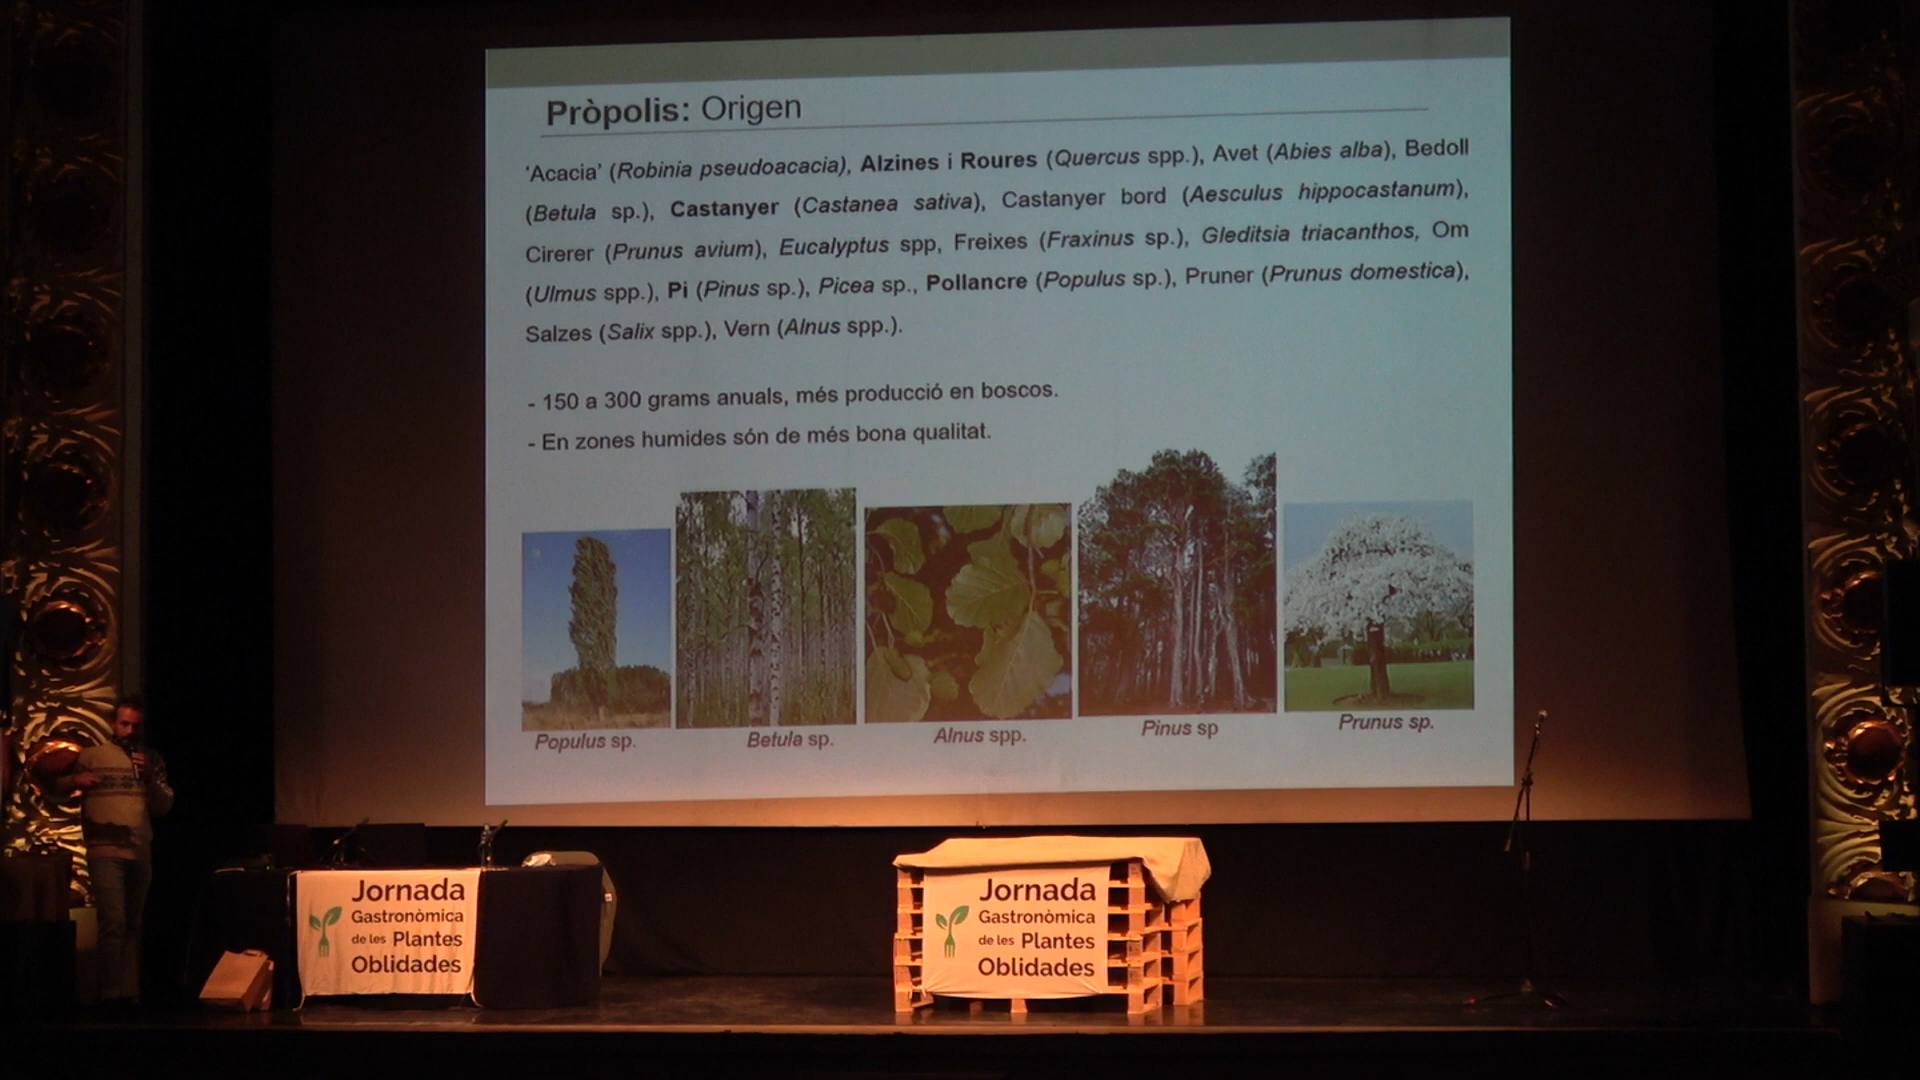 Pròpolis: Origen
‘Acacia’ (Robinia pseudoacacia), Alzines i Roures (Quercus spp.), Avet (Abies alba), Bedoll
(Betula sp.), Castanyer (Castanea sativa), Castanyer bord (Aesculus hippocastanum),
Cirerer (Prunus avium), Eucalyptus spp, Freixes (Fraxinus sp.), Gleditsia triacanthos, Om
(Ulmus spp.), Pi (Pinus sp.), Picea sp., Pollancre (Populus sp.), Pruner (Prunus domestica),
Salzes (Salix spp.), Vern (Alnus spp.).
- 150 a 300 grams anuals, més producció en boscos.
- En zones humides són de més bona qualitat.
Populus sp.
Betula sp.
Alnus spp.
Pinus sp
Prunus sp.
Jornada
Gastronòmica
de les Plantes
Oblidades
Jornada
Gastronòmica
de les Plantes
Oblidades